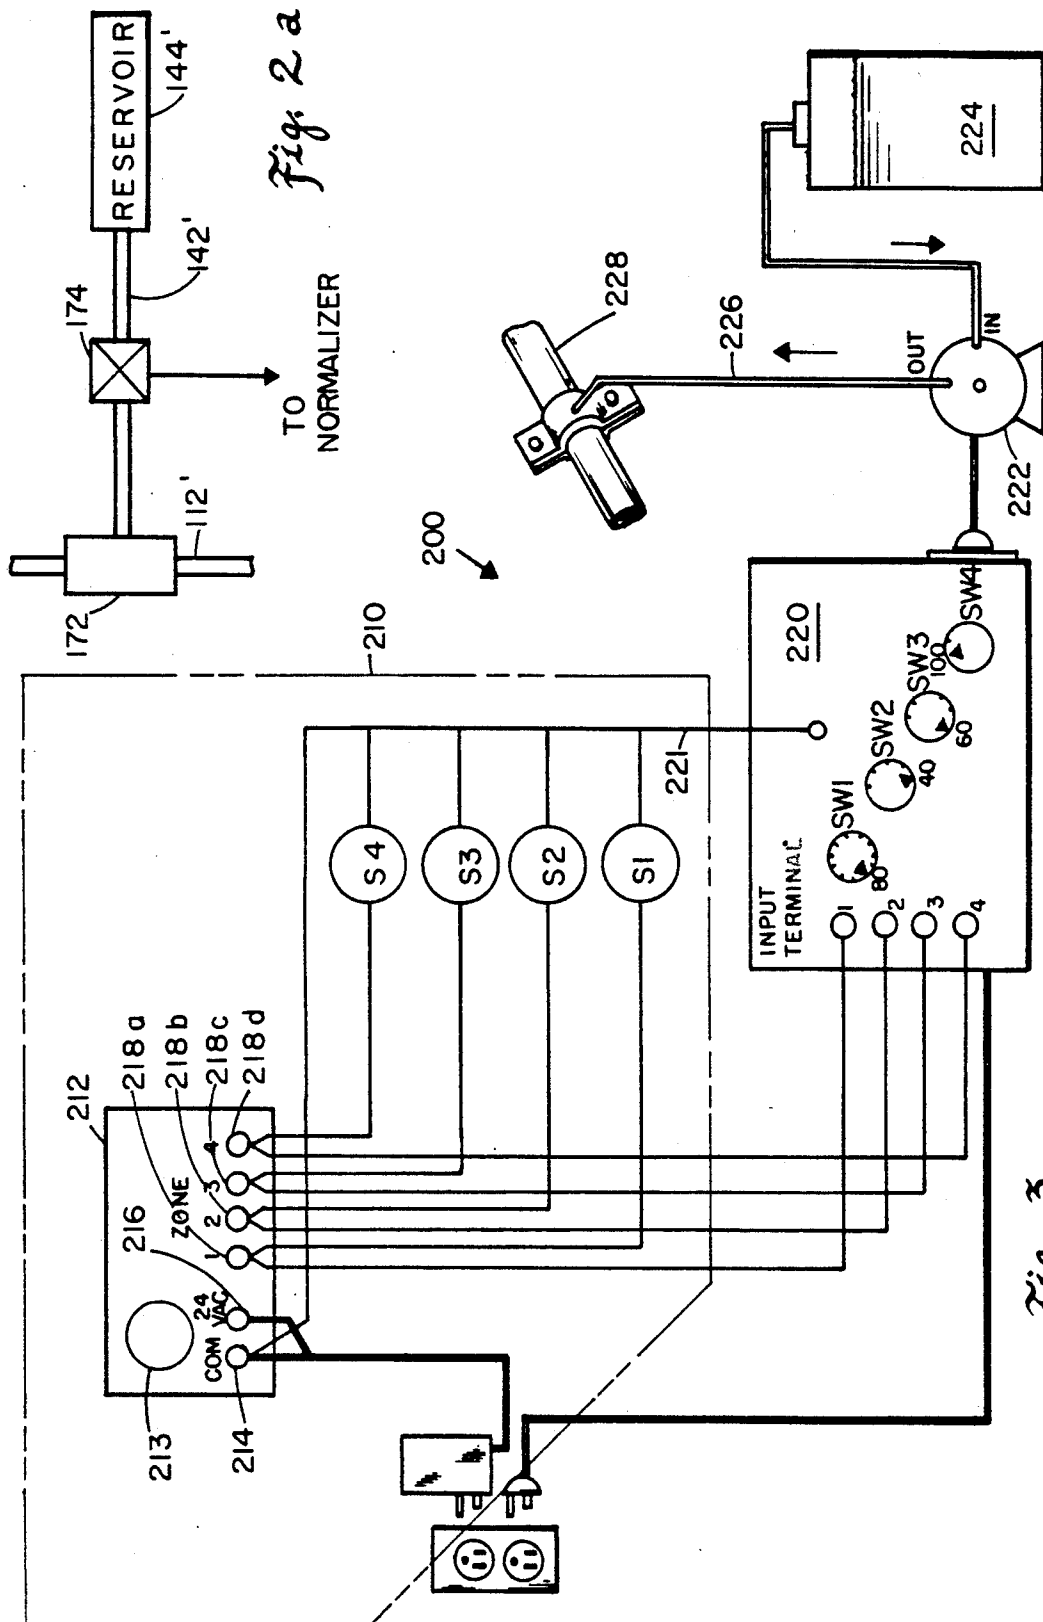 RESERVOIR
144'
142'
174
112'
172
TO
NORMALIZER
Fig. 2 a
210
212
213
214
216
218a
218b
218c
218d
COM
24
VAC
ZONE
1
2
3
4
S4
S3
S2
S1
221
200
228
226
OUT
IN
222
224
220
INPUT
TERMINAL
1
2
3
4
SW1
80
SW2
40
SW3
60
SW4
100